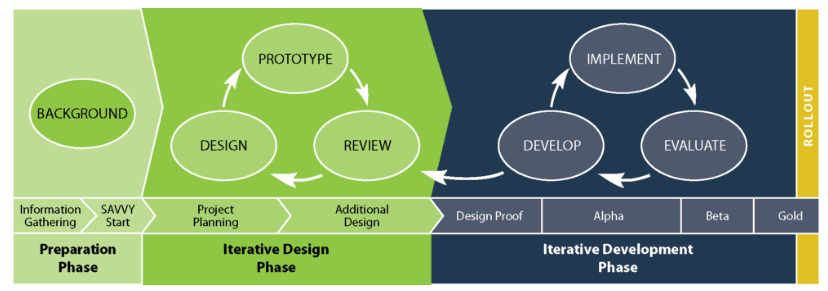 BACKGROUND
PROTOTYPE
DESIGN
REVIEW
IMPLEMENT
DEVELOP
EVALUATE
ROLLOUT
Information
Gathering
SAVVY
Start
Project
Planning
Additional
Design
Design Proof
Alpha
Beta
Gold
Preparation
Phase
Iterative Design
Phase
Iterative Development
Phase